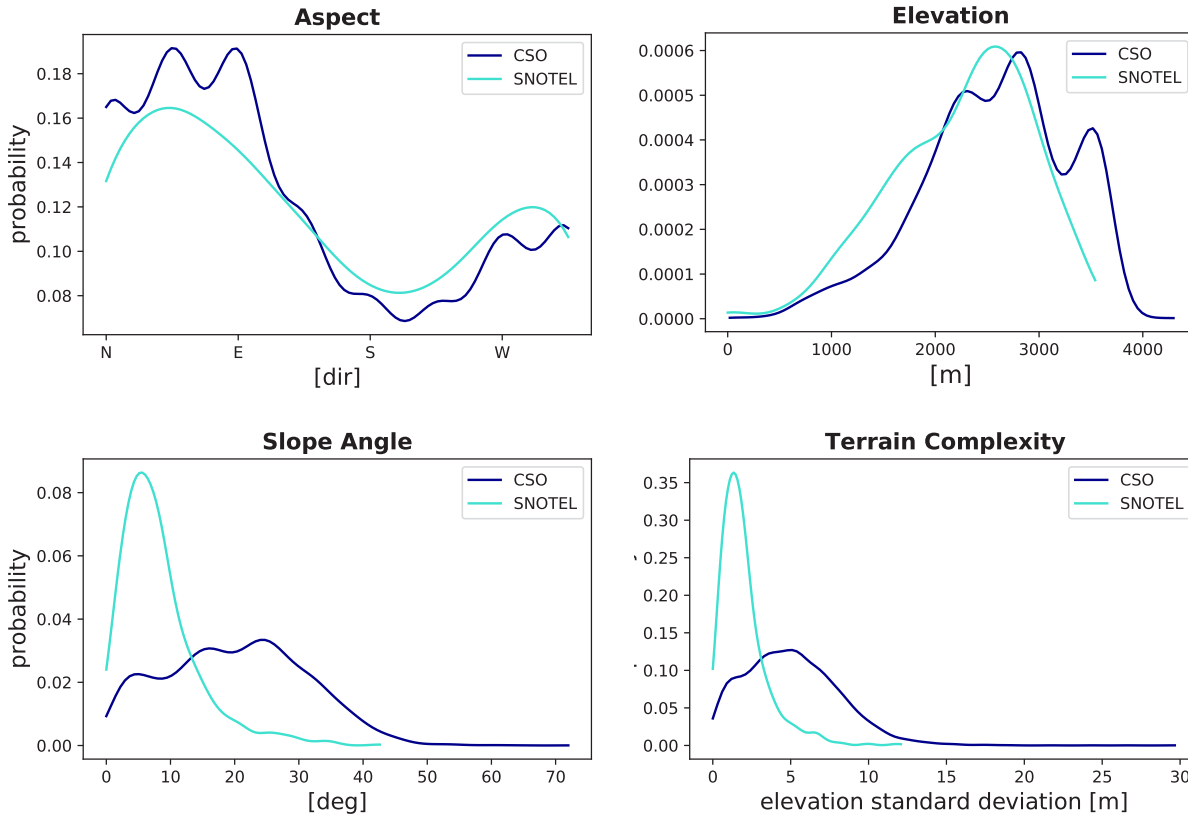 Aspect
CSO
SNOTEL
probability
0.18
0.16
0.14
0.12
0.10
0.08
N E S W
[dir]
Elevation
CSO
SNOTEL
0.0006
0.0005
0.0004
0.0003
0.0002
0.0001
0.0000
0 1000 2000 3000 4000
[m]
Slope Angle
CSO
SNOTEL
probability
0.08
0.06
0.04
0.02
0.00
0 10 20 30 40 50 60 70
[deg]
Terrain Complexity
CSO
SNOTEL
0.35
0.30
0.25
0.20
0.15
0.10
0.05
0.00
0 5 10 15 20 25 30
elevation standard deviation [m]